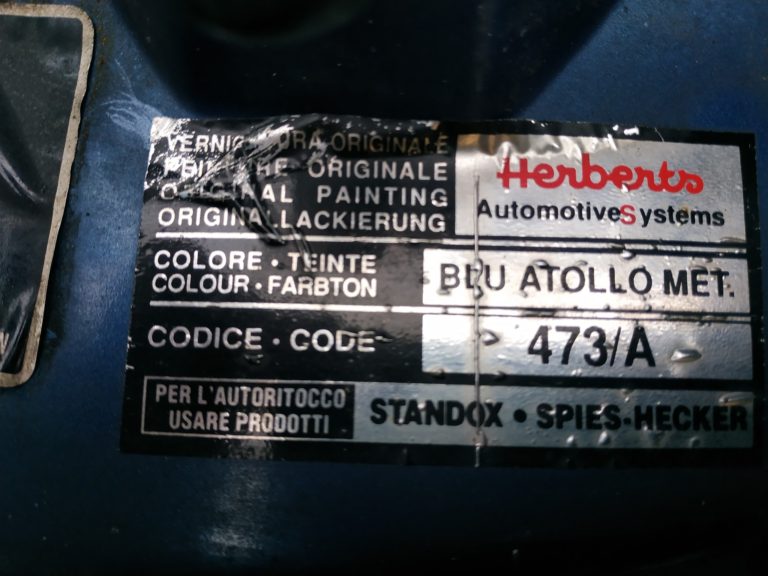 VERNICIATURA ORIGINALE
PEINTURE ORIGINALE
ORIGINAL PAINTING
ORIGINALLACKIERUNG
Herberts
AutomotiveSystems
COLORE · TEINTE
COLOUR · FARBTON
BLU ATOLLO MET.
CODICE · CODE
473/A
PER L'AUTORITOCCO
USARE PRODOTTI
STANDOX • SPIES-HECKER